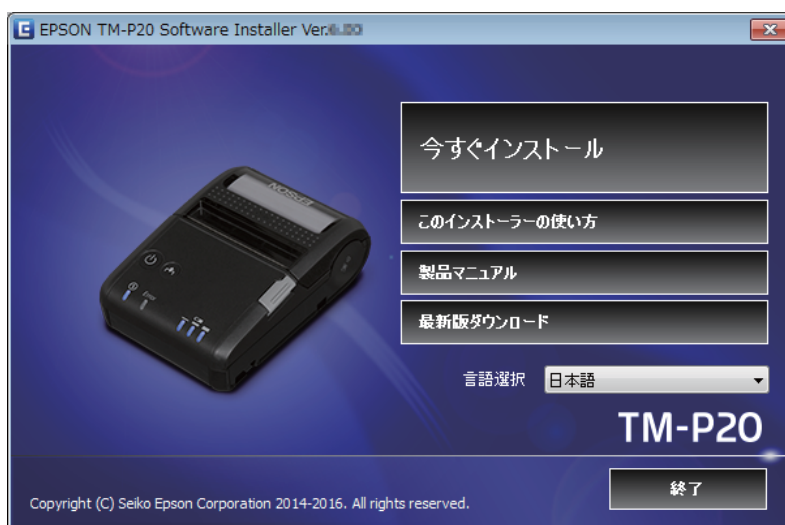 EPSON TM-P20 Software Installer Ver.
今すぐインストール
このインストーラーの使い方
製品マニュアル
最新版ダウンロード
言語選択 日本語
TM-P20
終了
Copyright (C) Seiko Epson Corporation 2014-2016. All rights reserved.
EPSON
Error